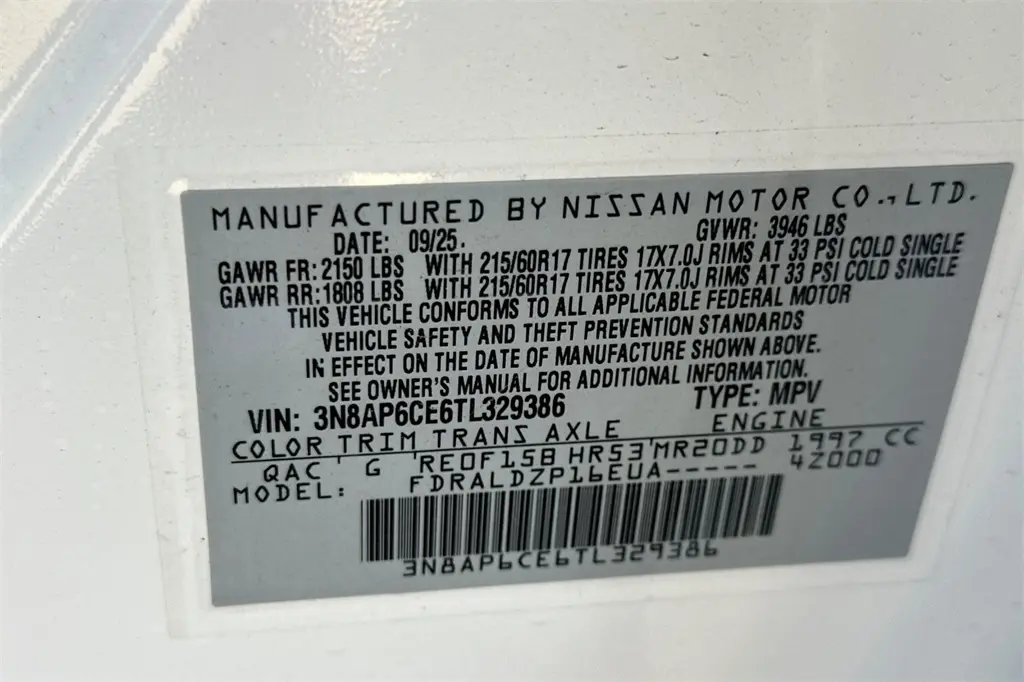 MANUFACTURED BY NISSAN MOTOR CO., LTD.
DATE: 09/25. GVWR: 3946 LBS
GAWR FR: 2150 LBS WITH 215/60R17 TIRES 17X7.0J RIMS AT 33 PSI COLD SINGLE
GAWR RR: 1808 LBS WITH 215/60R17 TIRES 17X7.0J RIMS AT 33 PSI COLD SINGLE
THIS VEHICLE CONFORMS TO ALL APPLICABLE FEDERAL MOTOR
VEHICLE SAFETY AND THEFT PREVENTION STANDARDS
IN EFFECT ON THE DATE OF MANUFACTURE SHOWN ABOVE.
SEE OWNER'S MANUAL FOR ADDITIONAL INFORMATION.
VIN: 3N8AP6CE6TL329386 TYPE: MPV
COLOR TRIM TRANS AXLE ENGINE
QAC G RE0F15B HR53 MR20DD 1997 CC
MODEL: FDRALDZP16EUA----- 4Z000
3N8AP6CE6TL329386